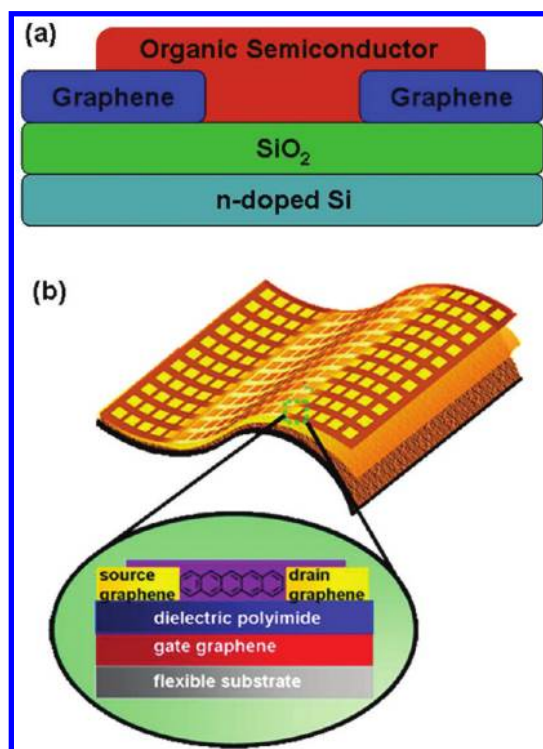 (a)
Organic Semiconductor
Graphene Graphene
SiO₂
n-doped Si
(b)
source drain
graphene graphene
dielectric polyimide
gate graphene
flexible substrate